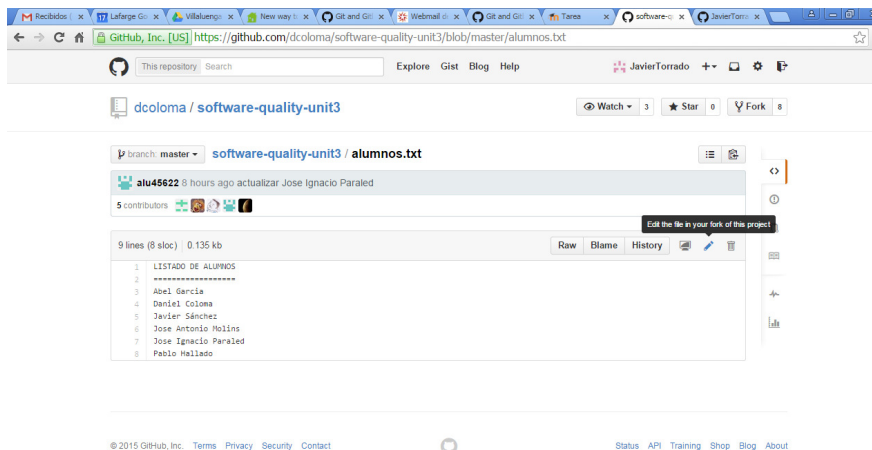 Recibidos
Lafarge Go
Villaluenga
New way t
Git and Git
Webmail d
Git and Git
Tarea
software-q
JavierTorra
GitHub, Inc. [US] https://github.com/dcoloma/software-quality-unit3/blob/master/alumnos.txt
This repository Search Explore Gist Blog Help JavierTorrado
dcoloma / software-quality-unit3 Watch 3 Star 0 Fork 8
branch: master software-quality-unit3 / alumnos.txt
alu45622 8 hours ago actualizar Jose Ignacio Paraled
5 contributors
Edit the file in your fork of this project
9 lines (8 sloc) 0.135 kb Raw Blame History
1 LISTADO DE ALUMNOS
2 ==================
3 Abel García
4 Daniel Coloma
5 Javier Sánchez
6 Jose Antonio Molins
7 Jose Ignacio Paraled
8 Pablo Hallado
© 2015 GitHub, Inc. Terms Privacy Security Contact Status API Training Shop Blog About